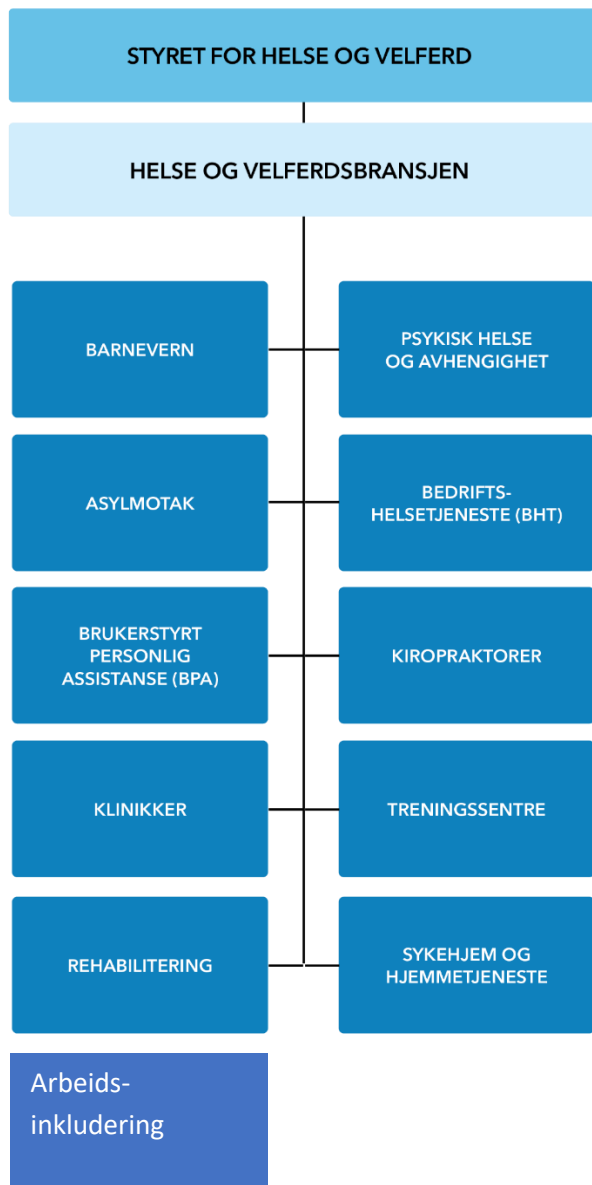 STYRET FOR HELSE OG VELFERD
HELSE OG VELFERDSBRANSJEN
BARNEVERN
PSYKISK HELSE
OG AVHENGIGHET
ASYLMOTAK
BEDRIFTS-
HELSETJENESTE (BHT)
BRUKERSTYRT
PERSONLIG
ASSISTANSE (BPA)
KIROPRAKTORER
KLINIKKER
TRENINGSSENTRE
REHABILITERING
SYKEHJEM OG
HJEMMETJENESTE
Arbeids-
inkludering